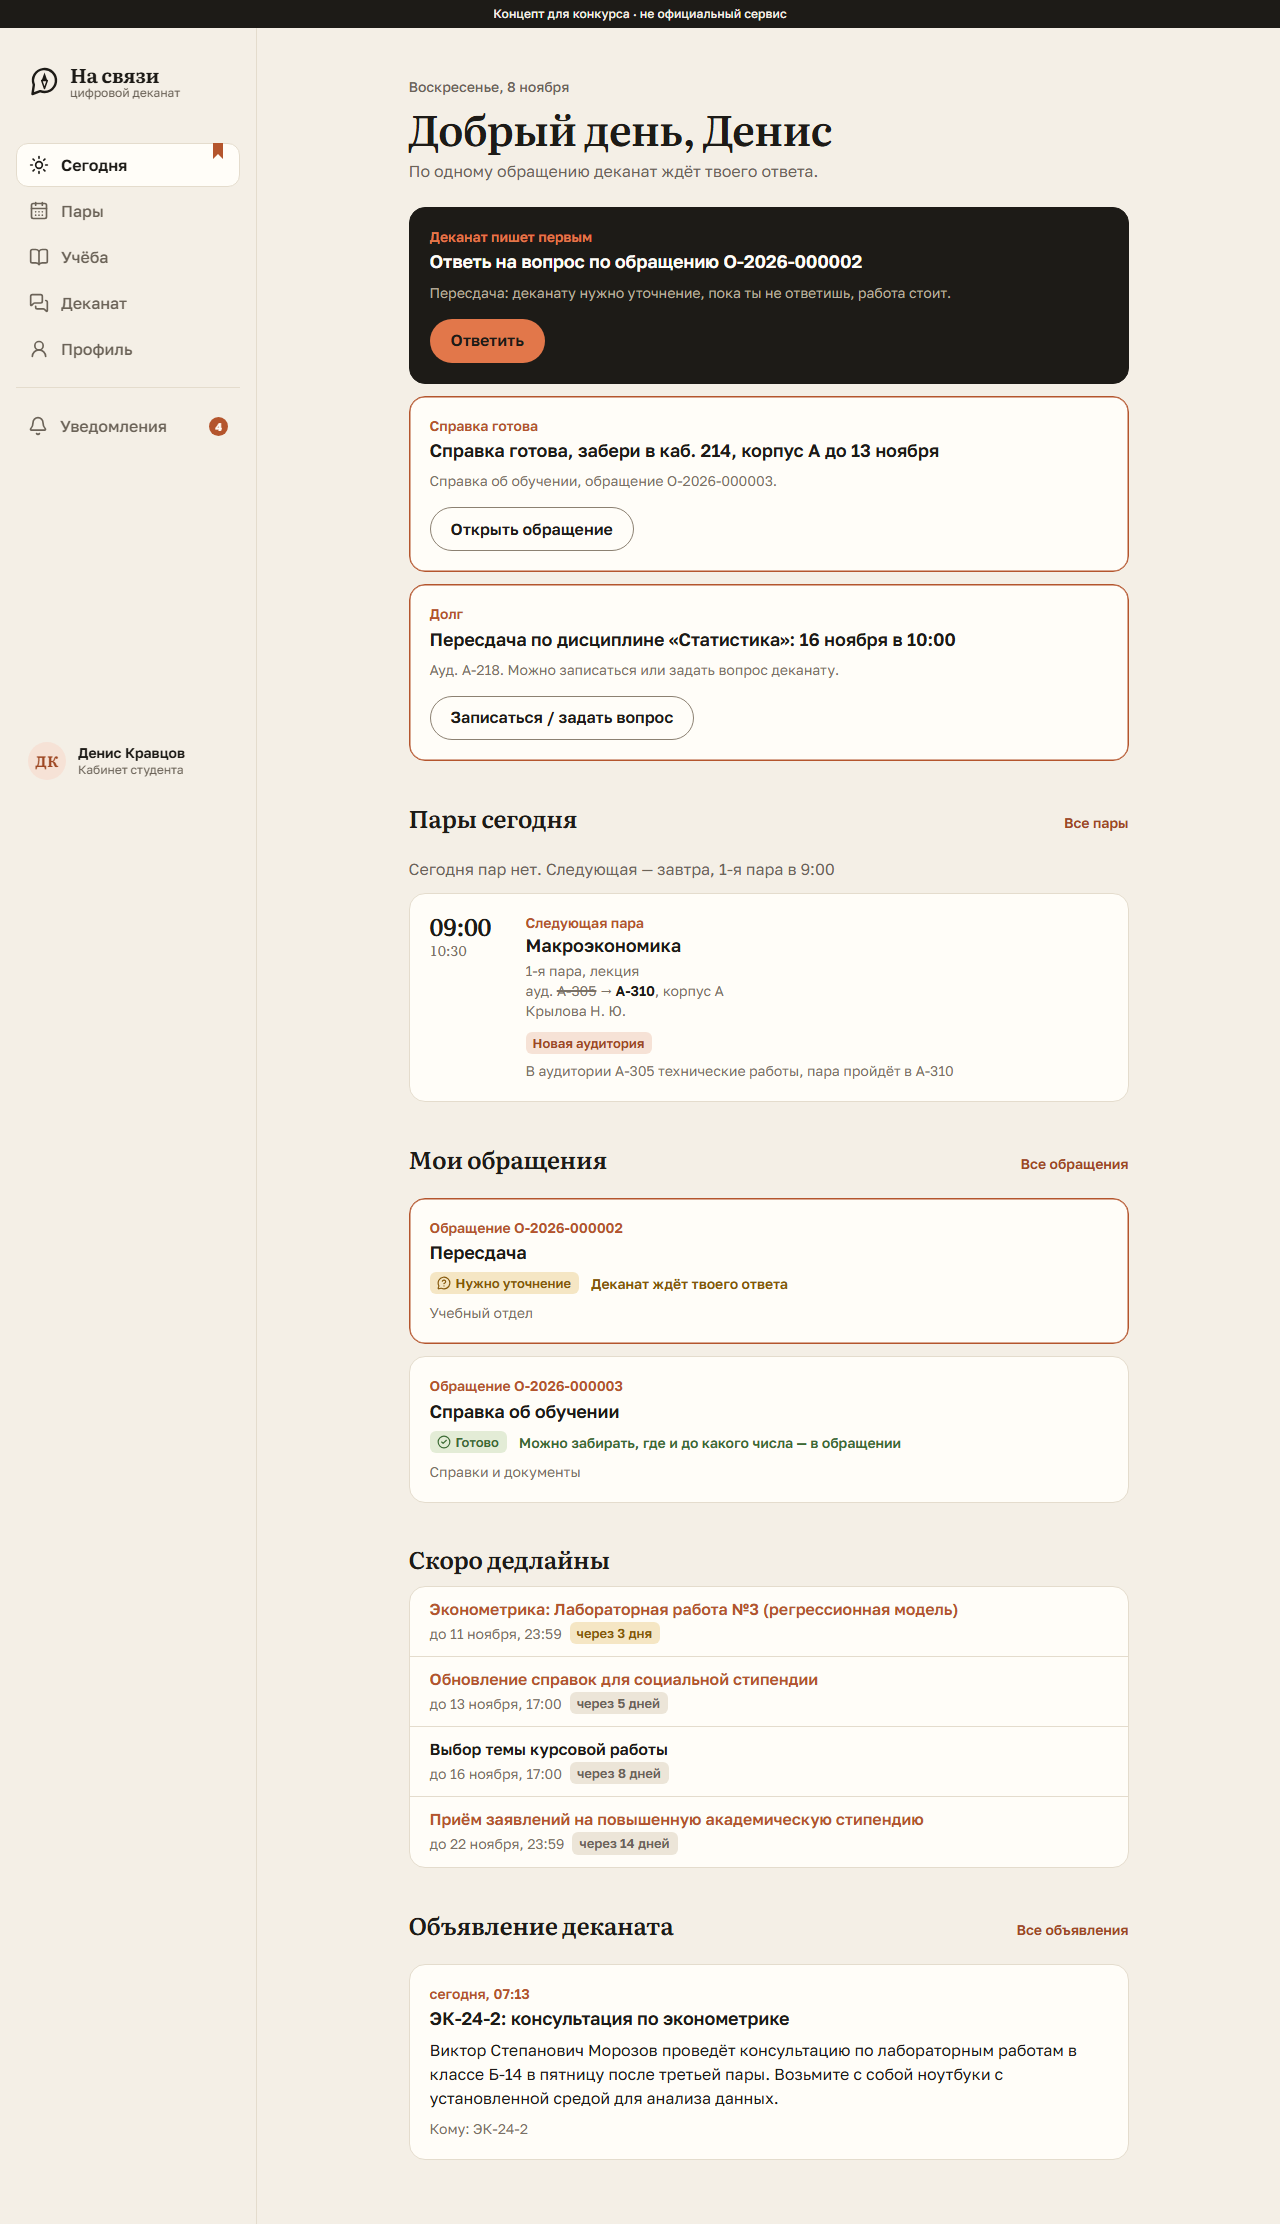 Концепт для конкурса · не официальный сервис
На связи
цифровой деканат
Сегодня
Пары
Учёба
Деканат
Профиль
Уведомления
4
ДК
Денис Кравцов
Кабинет студента
Воскресенье, 8 ноября
Добрый день, Денис
По одному обращению деканат ждёт твоего ответа.
Деканат пишет первым
Ответь на вопрос по обращению О-2026-000002
Пересдача: деканату нужно уточнение, пока ты не ответишь, работа стоит.
Ответить
Справка готова
Справка готова, забери в каб. 214, корпус А до 13 ноября
Справка об обучении, обращение О-2026-000003.
Открыть обращение
Долг
Пересдача по дисциплине «Статистика»: 16 ноября в 10:00
Ауд. А-218. Можно записаться или задать вопрос деканату.
Записаться / задать вопрос
Пары сегодня
Все пары
Сегодня пар нет. Следующая — завтра, 1-я пара в 9:00
09:00
10:30
Следующая пара
Макроэкономика
1-я пара, лекция
ауд. А-305 → А-310, корпус А
Крылова Н. Ю.
Новая аудитория
В аудитории А-305 технические работы, пара пройдёт в А-310
Мои обращения
Все обращения
Обращение О-2026-000002
Пересдача
Нужно уточнение Деканат ждёт твоего ответа
Учебный отдел
Обращение О-2026-000003
Справка об обучении
Готово Можно забирать, где и до какого числа — в обращении
Справки и документы
Скоро дедлайны
Эконометрика: Лабораторная работа №3 (регрессионная модель)
до 11 ноября, 23:59 через 3 дня
Обновление справок для социальной стипендии
до 13 ноября, 17:00 через 5 дней
Выбор темы курсовой работы
до 16 ноября, 17:00 через 8 дней
Приём заявлений на повышенную академическую стипендию
до 22 ноября, 23:59 через 14 дней
Объявление деканата
Все объявления
сегодня, 07:13
ЭК-24-2: консультация по эконометрике
Виктор Степанович Морозов проведёт консультацию по лабораторным работам в
классе Б-14 в пятницу после третьей пары. Возьмите с собой ноутбуки с
установленной средой для анализа данных.
Кому: ЭК-24-2